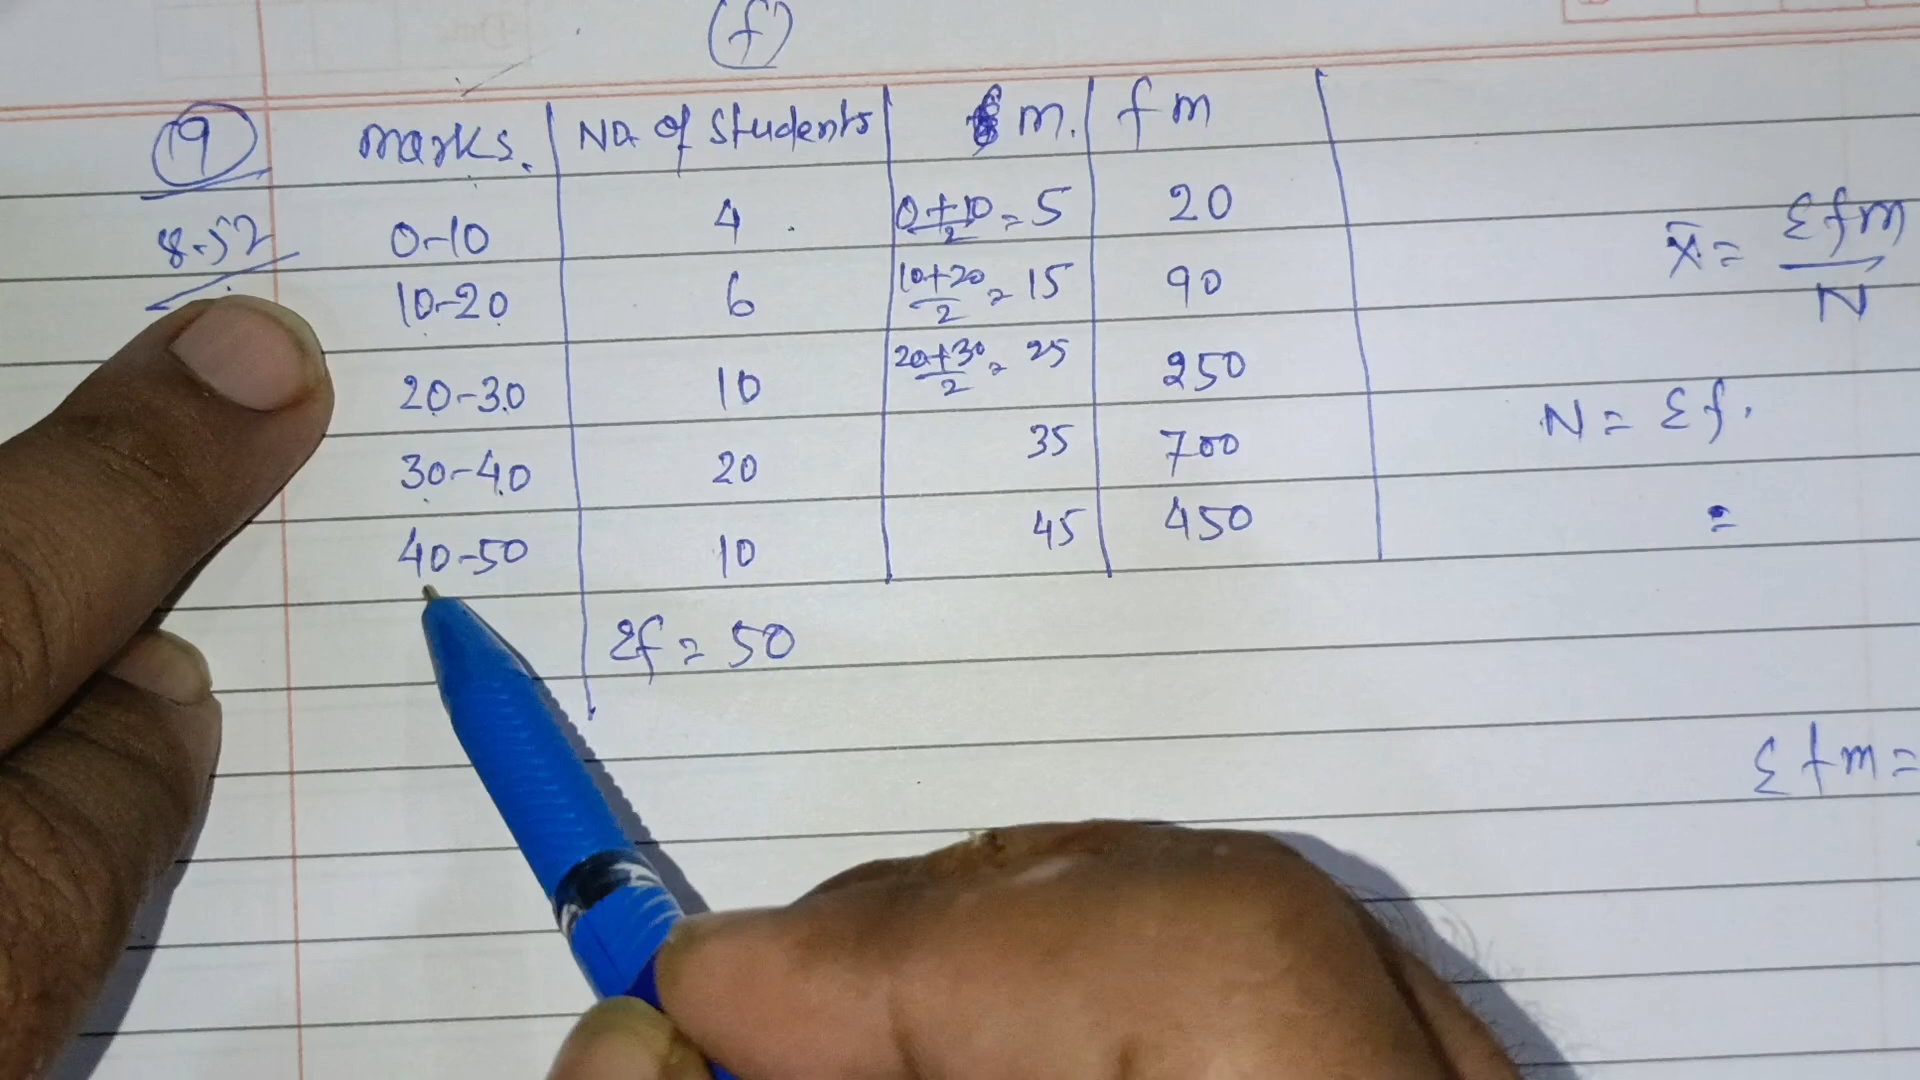 (f)
9 marks. No. of Students m. fm
8.52 0-10 4 0+10/2 = 5 20
10-20 6 10+20/2 = 15 90
20-30 10 20+30/2 = 25 250
30-40 20 35 700
40-50 10 45 450
Σf = 50
X̄ = Σfm/N
N = Σf.
=
Σfm =